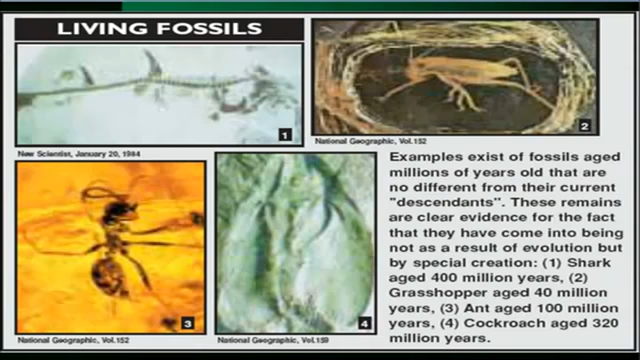 LIVING FOSSILS
1
2
National Geographic, Vol.152
New Scientist, January 20, 1984
Examples exist of fossils aged
millions of years old that are
no different from their current
"descendants". These remains
are clear evidence for the fact
that they have come into being
not as a result of evolution but
by special creation: (1) Shark
aged 400 million years, (2)
Grasshopper aged 40 million
years, (3) Ant aged 100 million
years, (4) Cockroach aged 320
million years.
3
4
National Geographic, Vol.152
National Geographic, Vol.159